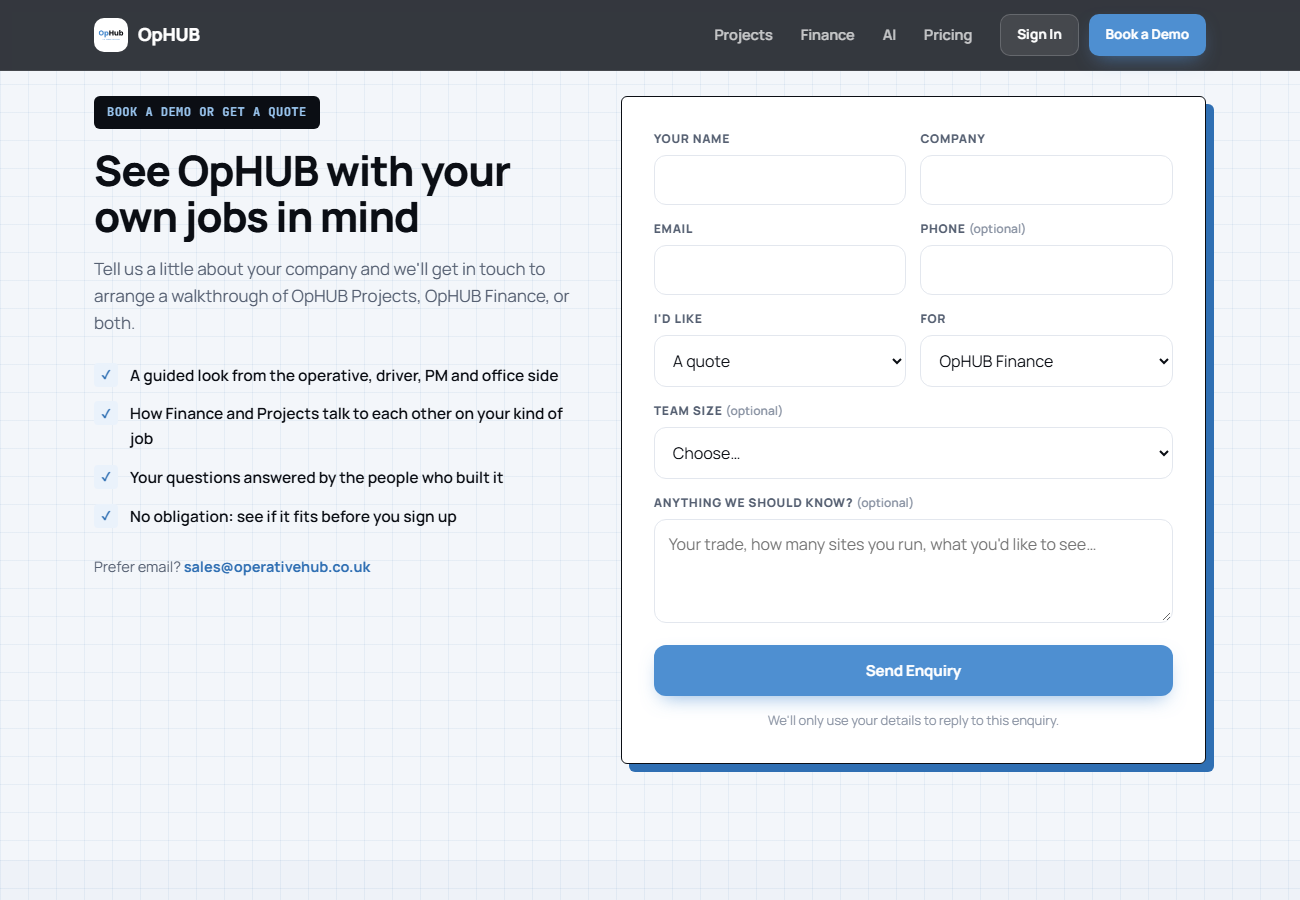 OpHub
OpHUB
Projects
Finance
AI
Pricing
Sign In
Book a Demo
BOOK A DEMO OR GET A QUOTE
See OpHUB with your
own jobs in mind
Tell us a little about your company and we'll get in touch to
arrange a walkthrough of OpHUB Projects, OpHUB Finance, or
both.
✓ A guided look from the operative, driver, PM and office side
✓ How Finance and Projects talk to each other on your kind of
job
✓ Your questions answered by the people who built it
✓ No obligation: see if it fits before you sign up
Prefer email? sales@operativehub.co.uk
YOUR NAME
COMPANY
EMAIL
PHONE (optional)
I'D LIKE
FOR
A quote
OpHUB Finance
TEAM SIZE (optional)
Choose...
ANYTHING WE SHOULD KNOW? (optional)
Your trade, how many sites you run, what you'd like to see...
Send Enquiry
We'll only use your details to reply to this enquiry.